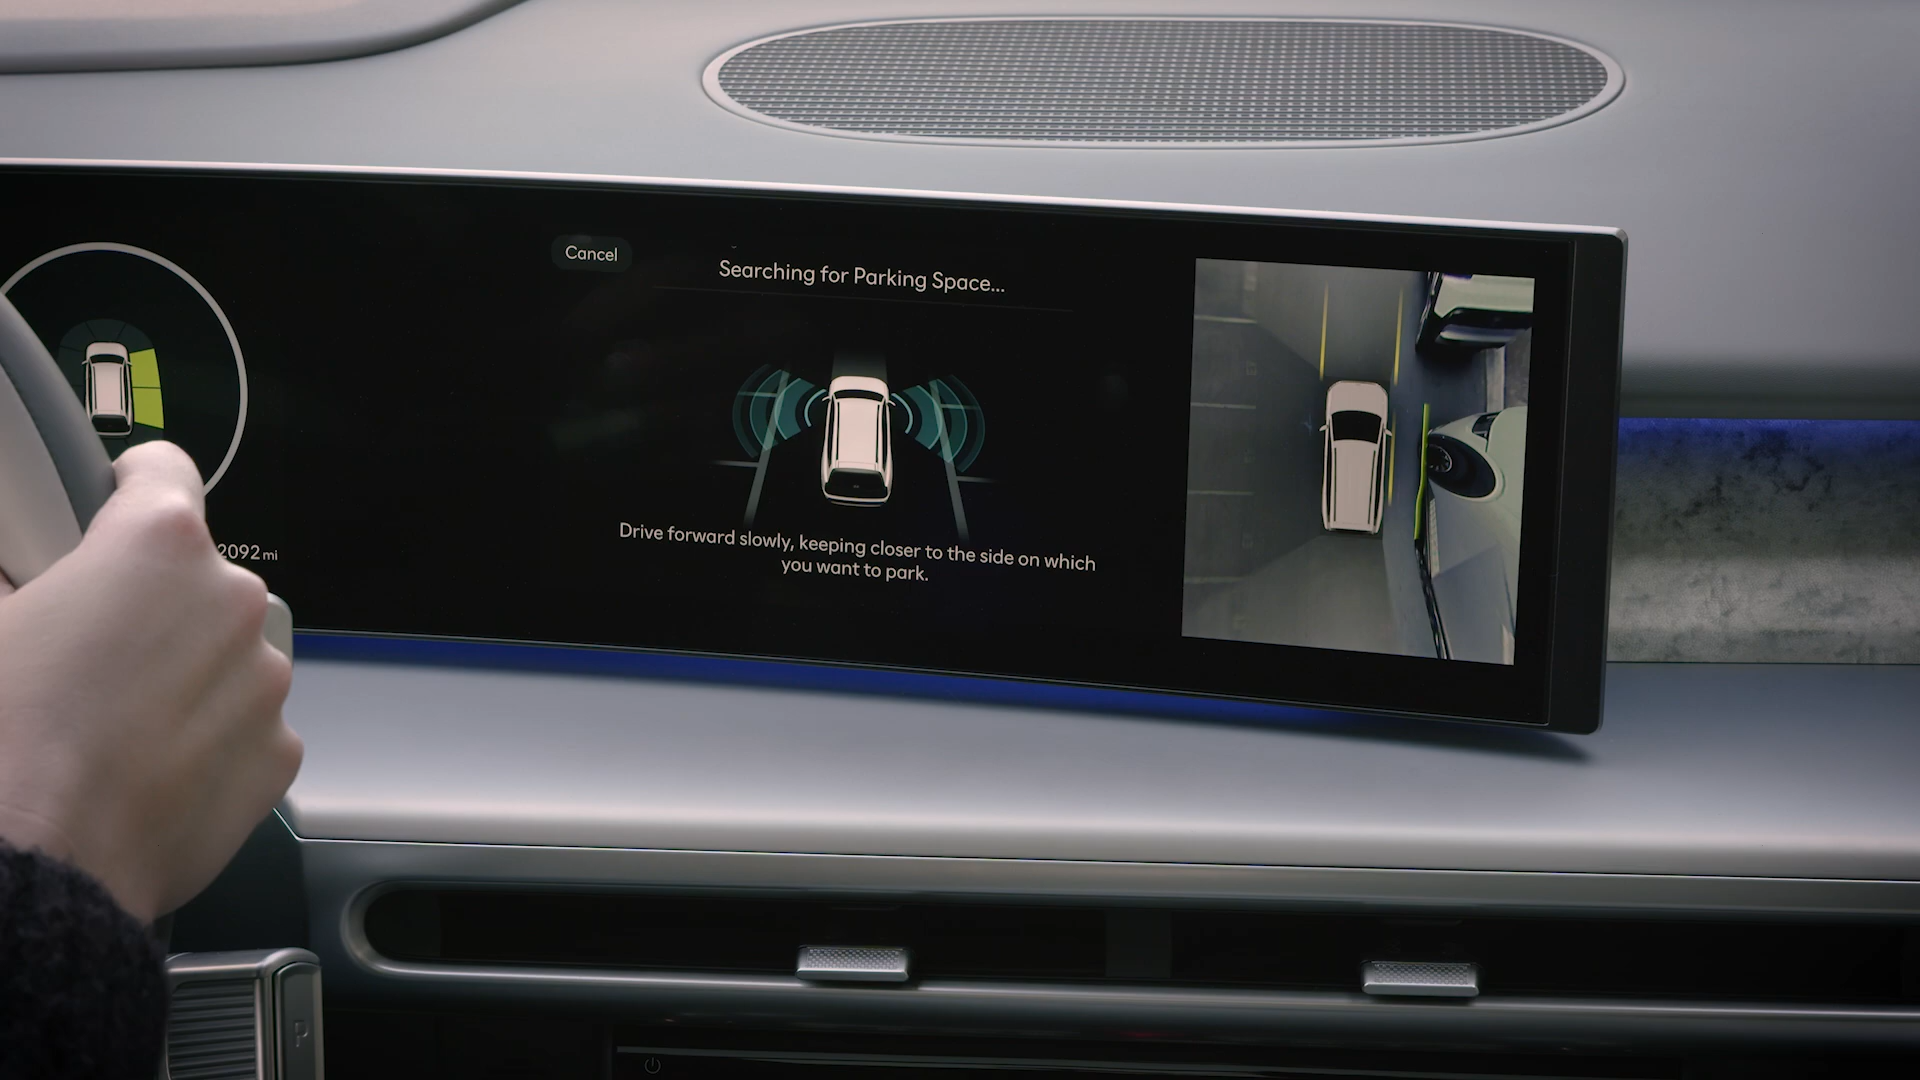 Cancel
Searching for Parking Space...
Drive forward slowly, keeping closer to the side on which
you want to park.
2092 mi
P